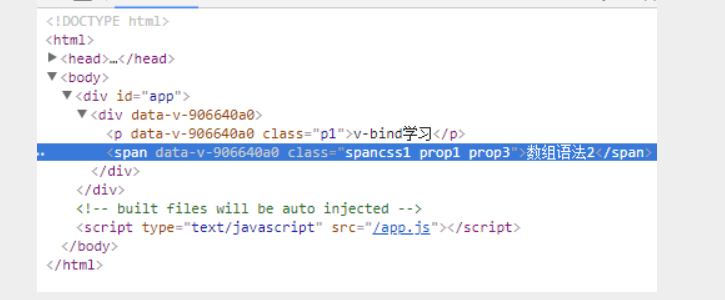 <!DOCTYPE html>
<html>
▶<head>…</head>
▼<body>
▼<div id="app">
▼<div data-v-906640a0>
<p data-v-906640a0 class="p1">v-bind学习</p>
<span data-v-906640a0 class="spancss1 prop1 prop3">数组语法2</span>
</div>
</div>
<!-- built files will be auto injected -->
<script type="text/javascript" src="/app.js"></script>
</body>
</html>